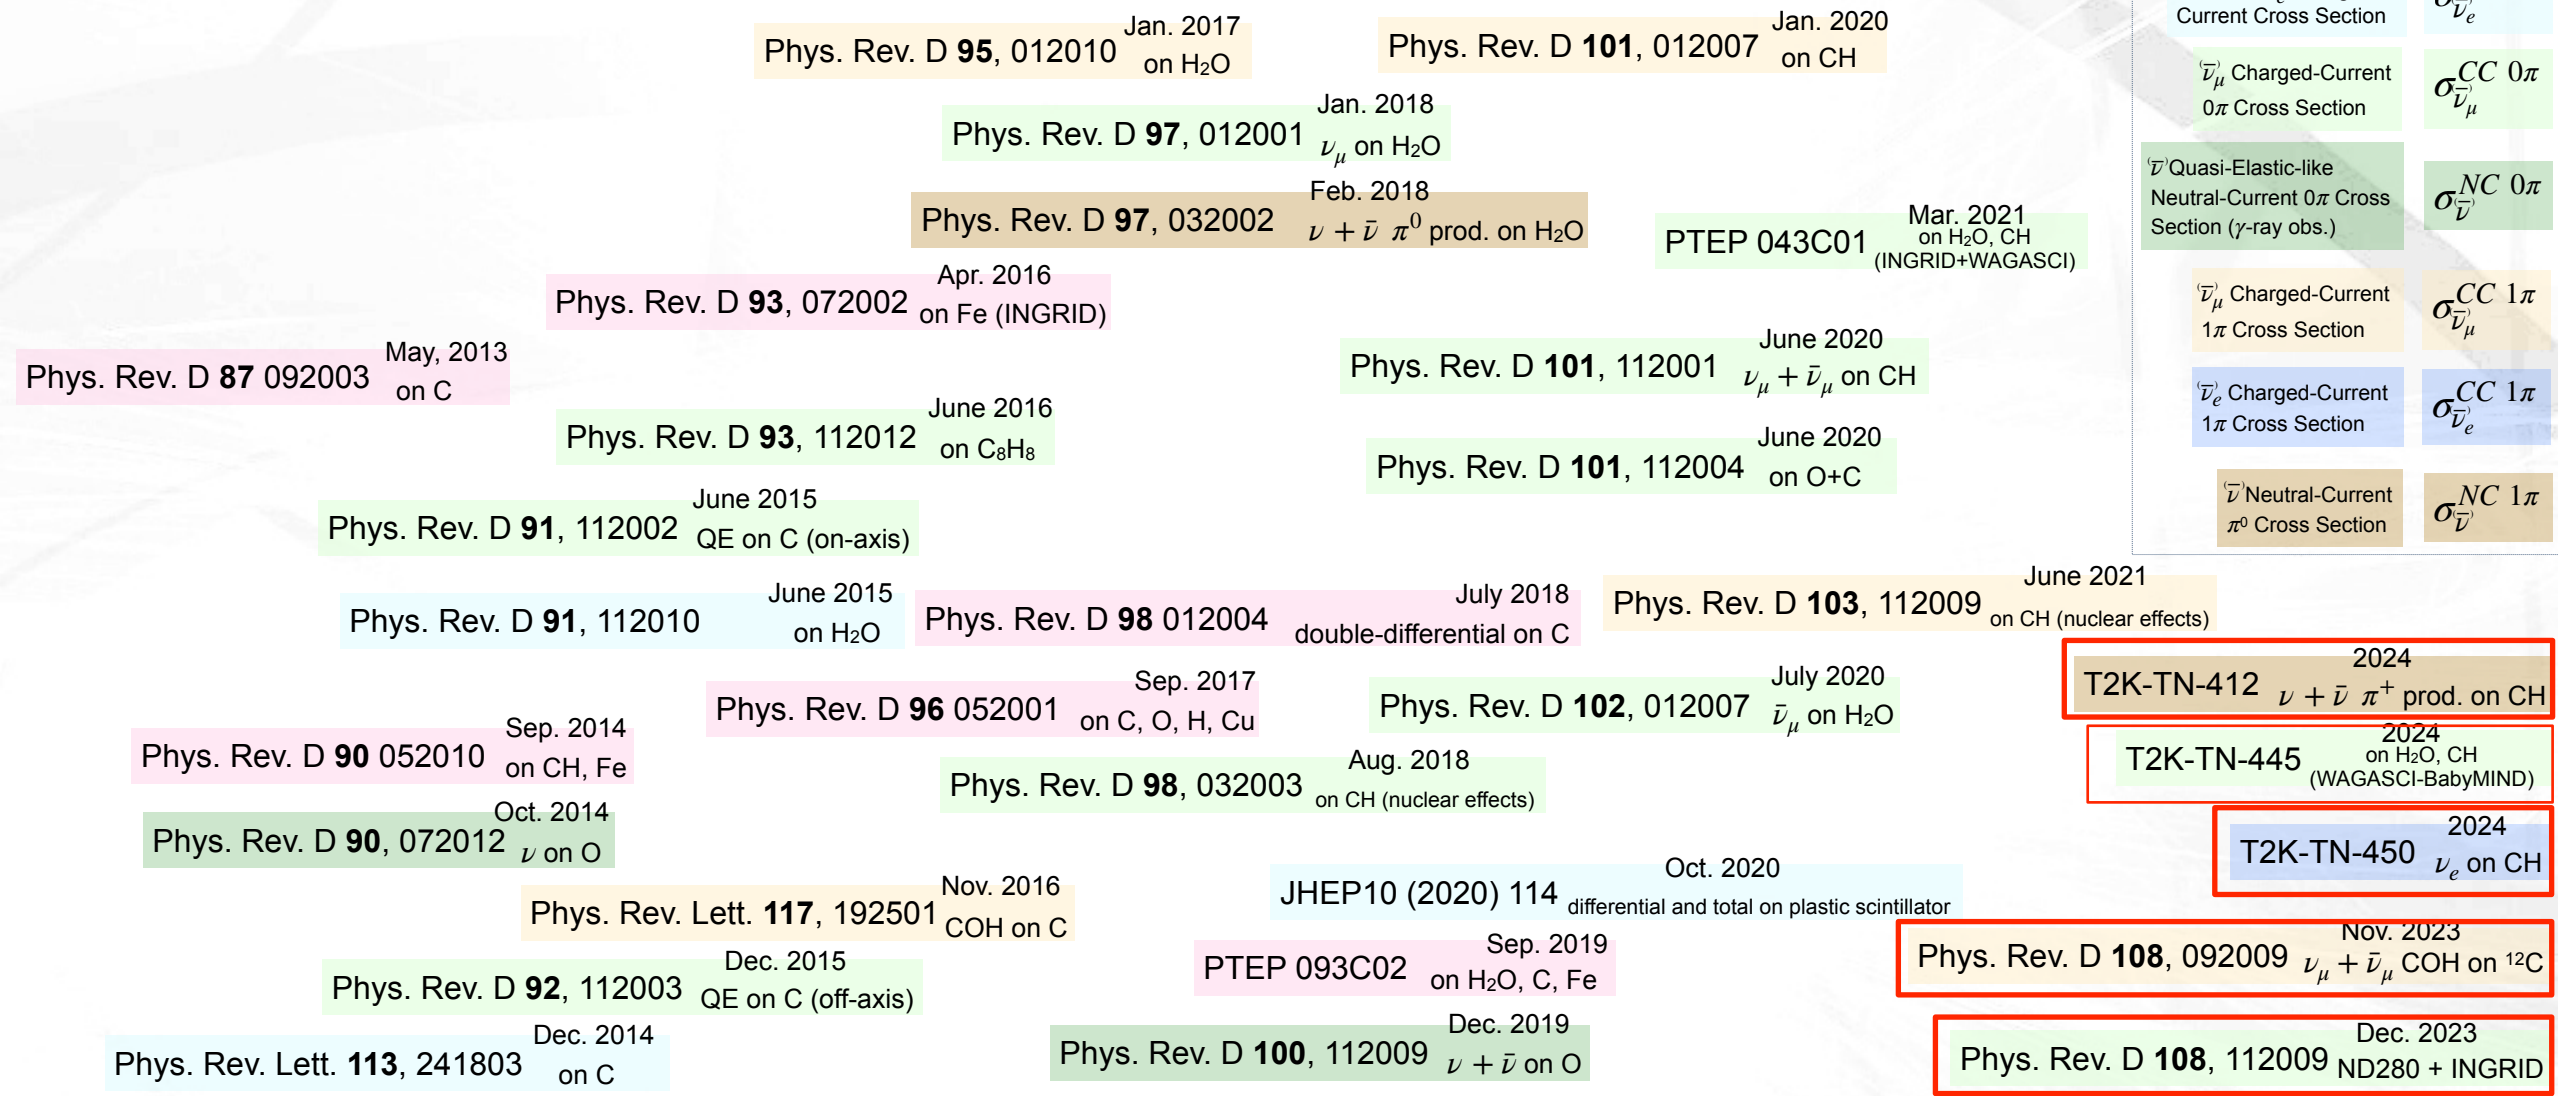 Jan. 2017
Phys. Rev. D 95, 012010 on H₂O
Jan. 2020
Phys. Rev. D 101, 012007 on CH
Jan. 2018
Phys. Rev. D 97, 012001 ν_μ on H₂O
Feb. 2018
Phys. Rev. D 97, 032002 ν + ν̄ π⁰ prod. on H₂O
Mar. 2021
PTEP 043C01 on H₂O, CH
(INGRID+WAGASCI)
Apr. 2016
Phys. Rev. D 93, 072002 on Fe (INGRID)
May, 2013
Phys. Rev. D 87 092003 on C
June 2020
Phys. Rev. D 101, 112001 ν_μ + ν̄_μ on CH
June 2016
Phys. Rev. D 93, 112012 on C₈H₈
June 2020
Phys. Rev. D 101, 112004 on O+C
June 2015
Phys. Rev. D 91, 112002 QE on C (on-axis)
June 2015
Phys. Rev. D 91, 112010 on H₂O
July 2018
Phys. Rev. D 98 012004 double-differential on C
June 2021
Phys. Rev. D 103, 112009 on CH (nuclear effects)
Sep. 2017
Phys. Rev. D 96 052001 on C, O, H, Cu
July 2020
Phys. Rev. D 102, 012007 ν̄_μ on H₂O
2024
T2K-TN-412 ν + ν̄ π⁺ prod. on CH
Sep. 2014
Phys. Rev. D 90 052010 on CH, Fe
Aug. 2018
Phys. Rev. D 98, 032003 on CH (nuclear effects)
2024
T2K-TN-445 on H₂O, CH
(WAGASCI-BabyMIND)
Oct. 2014
Phys. Rev. D 90, 072012 ν on O
2024
T2K-TN-450 ν_e on CH
Nov. 2016
Phys. Rev. Lett. 117, 192501 COH on C
Oct. 2020
JHEP10 (2020) 114 differential and total on plastic scintillator
Nov. 2023
Phys. Rev. D 108, 092009 ν_μ + ν̄_μ COH on ¹²C
Dec. 2015
Phys. Rev. D 92, 112003 QE on C (off-axis)
Sep. 2019
PTEP 093C02 on H₂O, C, Fe
Dec. 2014
Phys. Rev. Lett. 113, 241803 on C
Dec. 2019
Phys. Rev. D 100, 112009 ν + ν̄ on O
Dec. 2023
Phys. Rev. D 108, 112009 ND280 + INGRID
Current Cross Section
(ν̄)_μ Charged-Current
0π Cross Section
σ^{CC 0π}_{(ν̄)_μ}
(ν̄) Quasi-Elastic-like
Neutral-Current 0π Cross
Section (γ-ray obs.)
σ^{NC 0π}_{(ν̄)}
(ν̄)_μ Charged-Current
1π Cross Section
σ^{CC 1π}_{(ν̄)_μ}
(ν̄)_e Charged-Current
1π Cross Section
σ^{CC 1π}_{(ν̄)_e}
(ν̄) Neutral-Current
π⁰ Cross Section
σ^{NC 1π}_{(ν̄)}